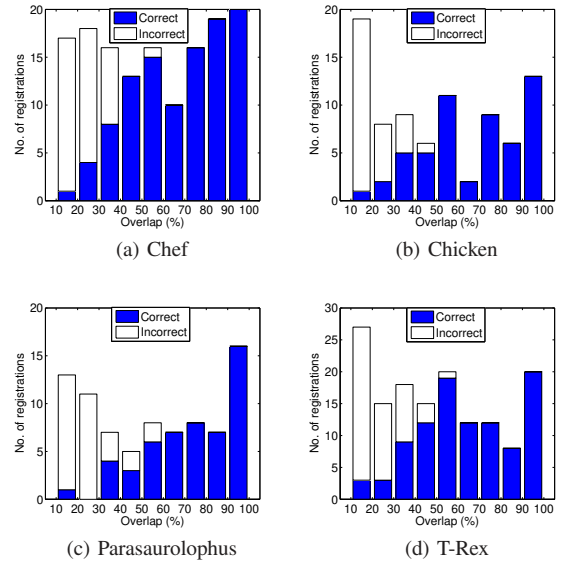 20
15
10
5
0
No. of registrations
Correct
Incorrect
10 20 30 40 50 60 70 80 90 100
Overlap (%)
(a) Chef
20
15
10
5
0
No. of registrations
Correct
Incorrect
10 20 30 40 50 60 70 80 90 100
Overlap (%)
(b) Chicken
20
15
10
5
0
No. of registrations
Correct
Incorrect
10 20 30 40 50 60 70 80 90 100
Overlap (%)
(c) Parasaurolophus
30
25
20
15
10
5
0
No. of registrations
Correct
Incorrect
10 20 30 40 50 60 70 80 90 100
Overlap (%)
(d) T-Rex